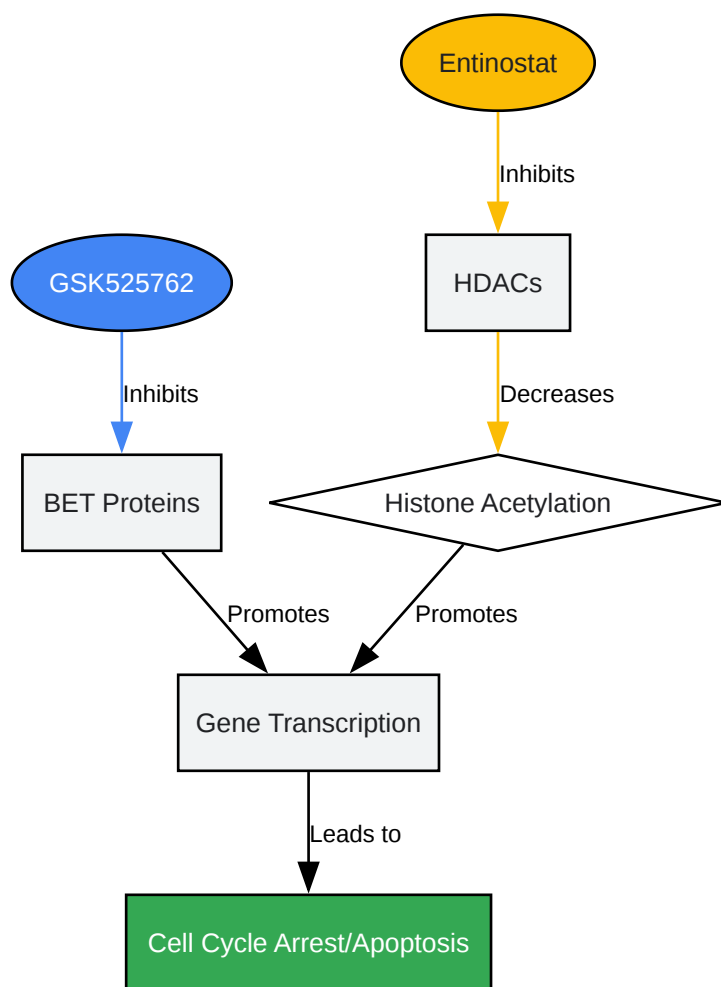 Entinostat
Inhibits
HDACs
GSK525762
Inhibits
Decreases
BET Proteins
Histone Acetylation
Promotes
Promotes
Gene Transcription
Leads to
Cell Cycle Arrest/Apoptosis